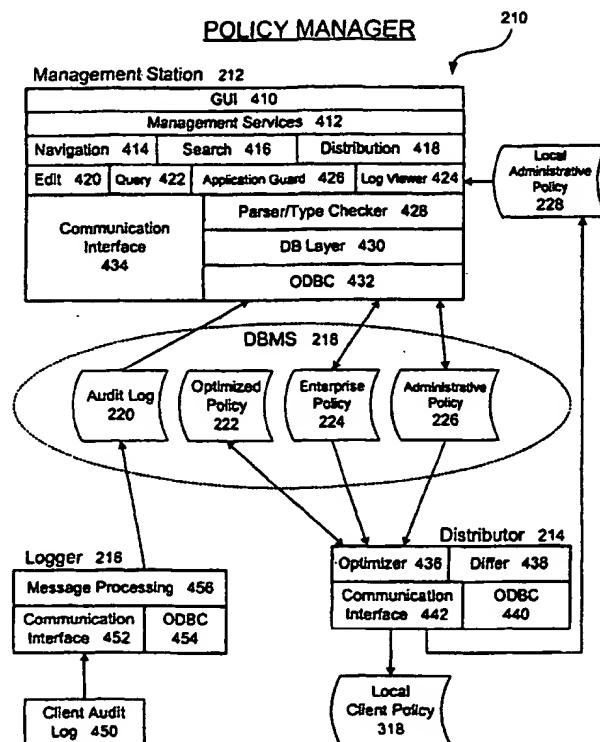 POLICY MANAGER
210
Management Station 212
GUI 410
Management Services 412
Navigation 414
Search 416
Distribution 418
Edit 420
Query 422
Application Guard 426
Log Viewer 424
Local
Administrative
Policy
228
Communication
Interface
434
Parser/Type Checker 428
DB Layer 430
ODBC 432
DBMS 218
Audit Log
220
Optimized
Policy
222
Enterprise
Policy
224
Administrative
Policy
226
Logger 216
Message Processing 456
Communication
Interface 452
ODBC
454
Client Audit
Log 450
Distributor 214
Optimizer 436
Differ 438
Communication
Interface 442
ODBC
440
Local
Client Policy
318